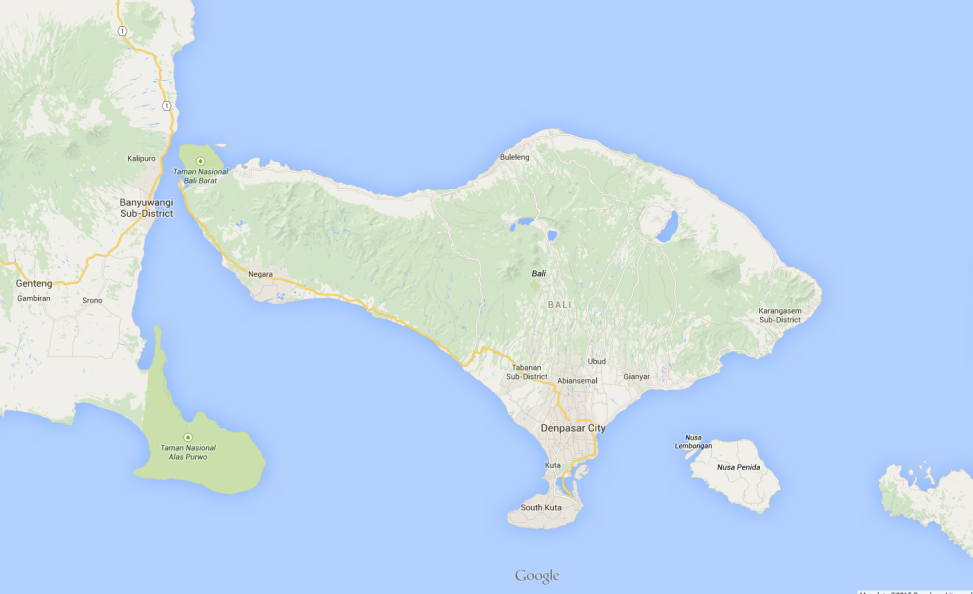 1
1
Kalipuro
Taman Nasional
Bali Barat
Buleleng
Banyuwangi
Sub-District
Negara
Bali
Genteng
Gambiran
Srono
BALI
Karangasem
Sub-District
Ubud
Tabanan
Sub-District
Abiansemal
Gianyar
Denpasar City
Nusa
Lembongan
Taman Nasional
Alas Purwo
Kuta
Nusa Penida
South Kuta
Google